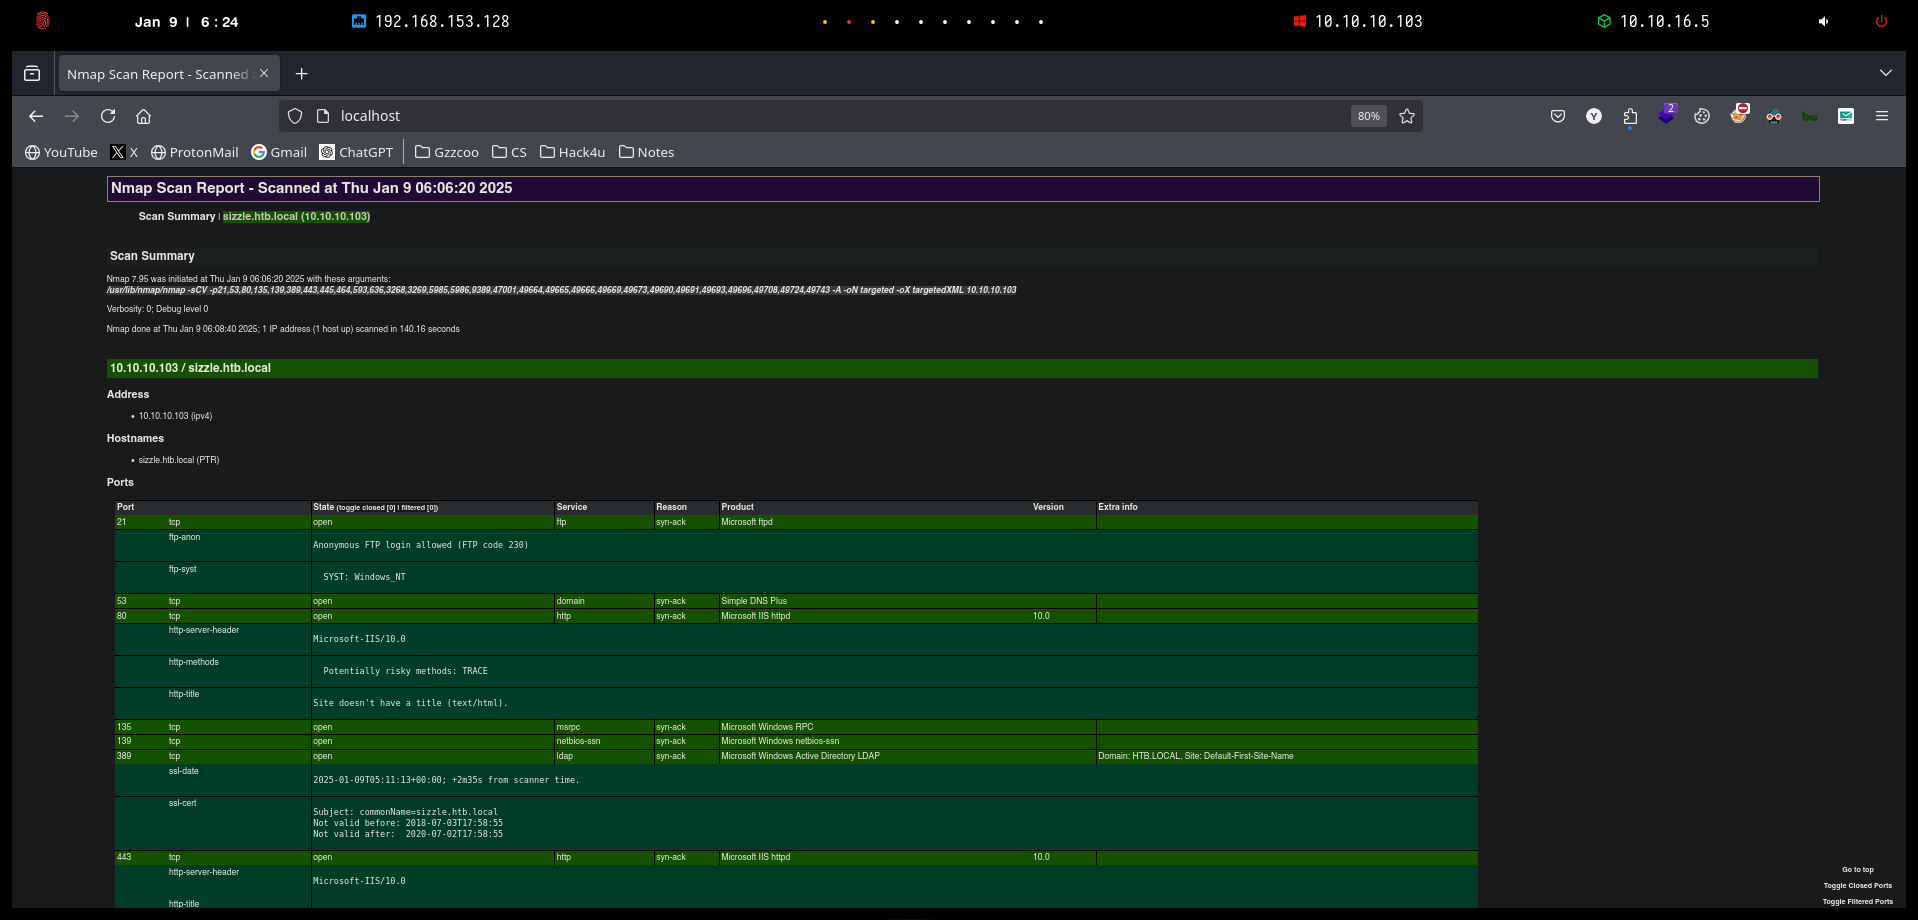 Jan 9 | 6:24 192.168.153.128 10.10.10.103 10.10.16.5
Nmap Scan Report - Scanned
localhost 80% 2
YouTube X ProtonMail Gmail ChatGPT Gzzcoo CS Hack4u Notes
Nmap Scan Report - Scanned at Thu Jan 9 06:06:20 2025
Scan Summary | sizzle.htb.local (10.10.10.103)
Scan Summary
Nmap 7.95 was initiated at Thu Jan 9 06:06:20 2025 with these arguments:
/usr/lib/nmap/nmap -sCV -p21,53,80,135,139,389,443,445,464,593,636,3268,3269,5985,5986,9389,47001,49664,49665,49666,49669,49673,49690,49691,49693,49696,49708,49724,49743 -A -oN targeted -oX targetedXML 10.10.10.103
Verbosity: 0; Debug level 0
Nmap done at Thu Jan 9 06:08:40 2025; 1 IP address (1 host up) scanned in 140.16 seconds
10.10.10.103 / sizzle.htb.local
Address
• 10.10.10.103 (ipv4)
Hostnames
• sizzle.htb.local (PTR)
Ports
Port State (toggle closed [0] | filtered [0]) Service Reason Product Version Extra info
21 tcp open ftp syn-ack Microsoft ftpd
ftp-anon
Anonymous FTP login allowed (FTP code 230)
ftp-syst
SYST: Windows_NT
53 tcp open domain syn-ack Simple DNS Plus
80 tcp open http syn-ack Microsoft IIS httpd 10.0
http-server-header
Microsoft-IIS/10.0
http-methods
Potentially risky methods: TRACE
http-title
Site doesn't have a title (text/html).
135 tcp open msrpc syn-ack Microsoft Windows RPC
139 tcp open netbios-ssn syn-ack Microsoft Windows netbios-ssn
389 tcp open ldap syn-ack Microsoft Windows Active Directory LDAP Domain: HTB.LOCAL, Site: Default-First-Site-Name
ssl-date
2025-01-09T05:11:13+00:00; +2m35s from scanner time.
ssl-cert
Subject: commonName=sizzle.htb.local
Not valid before: 2018-07-03T17:58:55
Not valid after:  2020-07-02T17:58:55
443 tcp open http syn-ack Microsoft IIS httpd 10.0
http-server-header
Microsoft-IIS/10.0
http-title
Go to top
Toggle Closed Ports
Toggle Filtered Ports